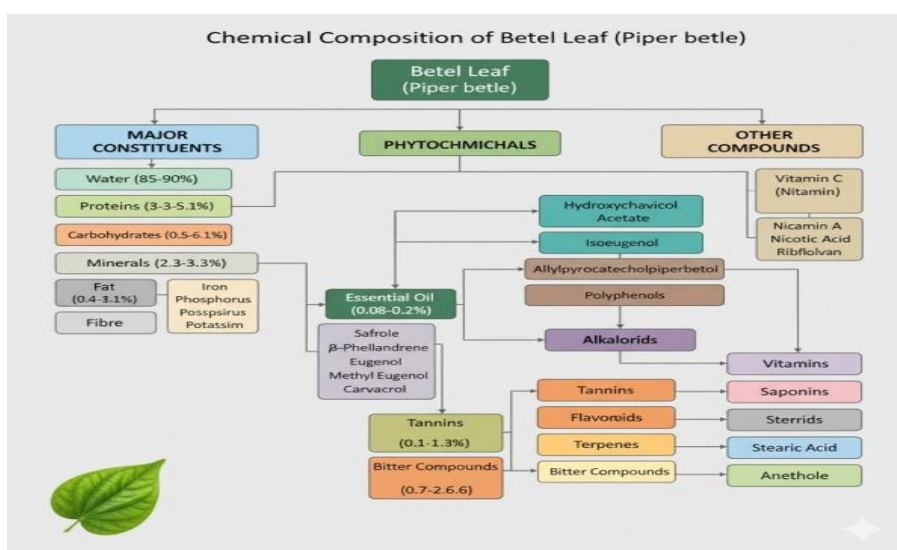 Chemical Composition of Betel Leaf (Piper betle)
Betel Leaf
(Piper betle)
MAJOR
CONSTITUENTS
PHYTOCHMICHALS
OTHER
COMPOUNDS
Water (85-90%)
Proteins (3-3-5.1%)
Carbohydrates (0.5-6.1%)
Minerals (2.3-3.3%)
Fat
(0.4-3.1%)
Fibre
Iron
Phosphorus
Posspsirus
Potassim
Vitamin C
(Nitamin)
Nicamin A
Nicotic Acid
Ribflolvan
Hydroxychavicol
Acetate
Isoeugenol
Allylpyrocatecholpiperbetol
Polyphenols
Essential Oil
(0.08-0.2%)
Safrole
β-Phellandrene
Eugenol
Methyl Eugenol
Carvacrol
Alkalorids
Vitamins
Tannins
(0.1-1.3%)
Bitter Compounds
(0.7-2.6.6)
Tannins
Saponins
Flavoroids
Sterrids
Terpenes
Stearic Acid
Bitter Compounds
Anethole